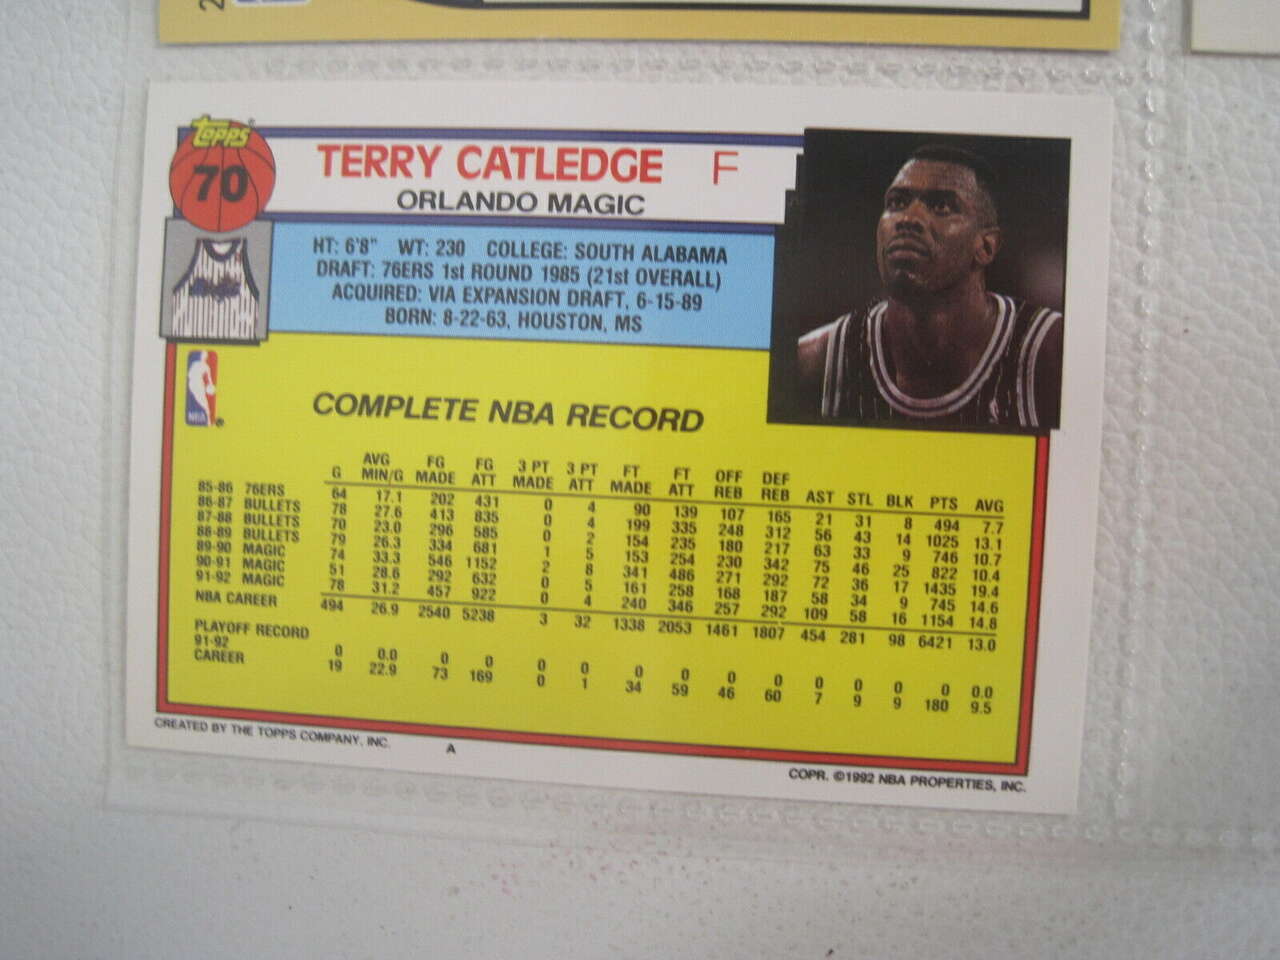 2
Topps
70
TERRY CATLEDGE F
ORLANDO MAGIC
HT: 6'8" WT: 230 COLLEGE: SOUTH ALABAMA
DRAFT: 76ERS 1st ROUND 1985 (21st OVERALL)
ACQUIRED: VIA EXPANSION DRAFT, 6-15-89
BORN: 8-22-63, HOUSTON, MS
NBA
COMPLETE NBA RECORD
G AVG MIN/G FG MADE FG ATT 3 PT MADE 3 PT ATT FT MADE FT ATT OFF REB DEF REB AST STL BLK PTS AVG
85-86 76ERS 64 17.1 202 431 0 4 90 139 107 165 21 31 8 494 7.7
86-87 BULLETS 78 27.6 413 835 0 4 199 335 248 312 56 43 14 1025 13.1
87-88 BULLETS 70 23.0 296 585 0 2 154 235 180 217 63 33 9 746 10.7
88-89 BULLETS 79 26.3 334 681 1 5 153 254 230 342 75 46 25 822 10.4
89-90 MAGIC 74 33.3 546 1152 2 8 341 486 271 292 72 36 17 1435 19.4
90-91 MAGIC 51 28.6 292 632 0 5 161 258 168 187 58 34 9 745 14.6
91-92 MAGIC 78 31.2 457 922 0 4 240 346 257 292 109 58 16 1154 14.8
NBA CAREER 494 26.9 2540 5238 3 32 1338 2053 1461 1807 454 281 98 6421 13.0
PLAYOFF RECORD
91-92 0 0.0 0 0 0 0 0 0 0 0 0 0 0 0 0.0
CAREER 19 22.9 73 169 0 1 34 59 46 60 7 9 9 180 9.5
CREATED BY THE TOPPS COMPANY, INC. A
COPR. ©1992 NBA PROPERTIES, INC.